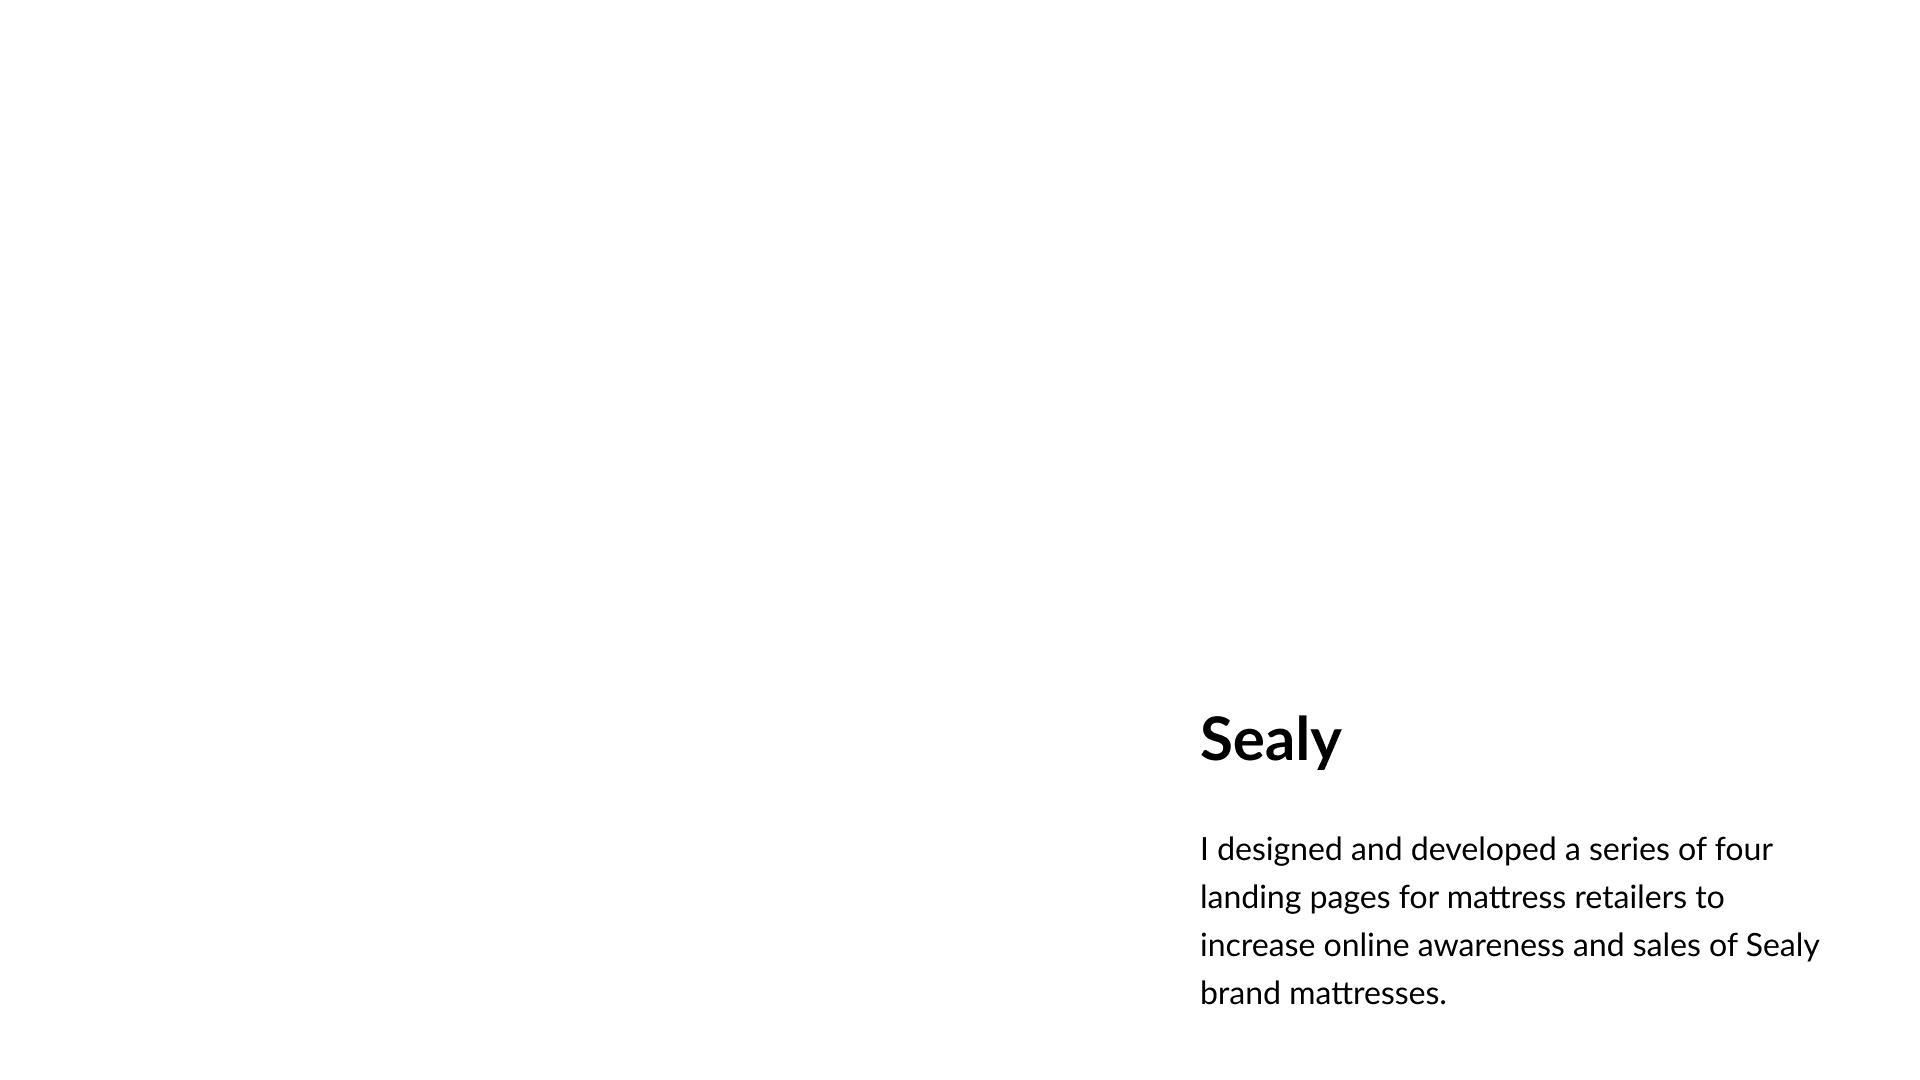 Sealy
I designed and developed a series of four
landing pages for mattress retailers to
increase online awareness and sales of Sealy
brand mattresses.